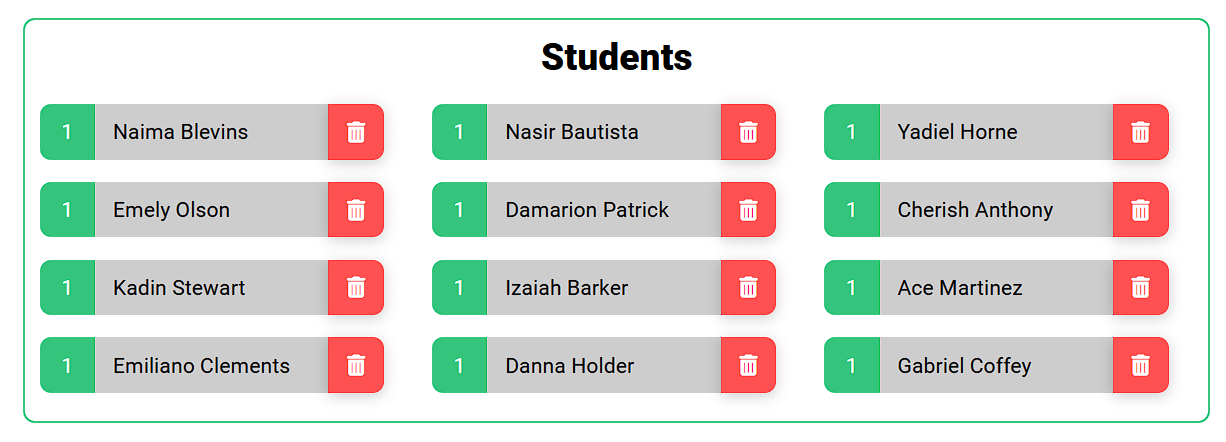 Students
1 Naima Blevins 1 Nasir Bautista 1 Yadiel Horne
1 Emely Olson 1 Damarion Patrick 1 Cherish Anthony
1 Kadin Stewart 1 Izaiah Barker 1 Ace Martinez
1 Emiliano Clements 1 Danna Holder 1 Gabriel Coffey